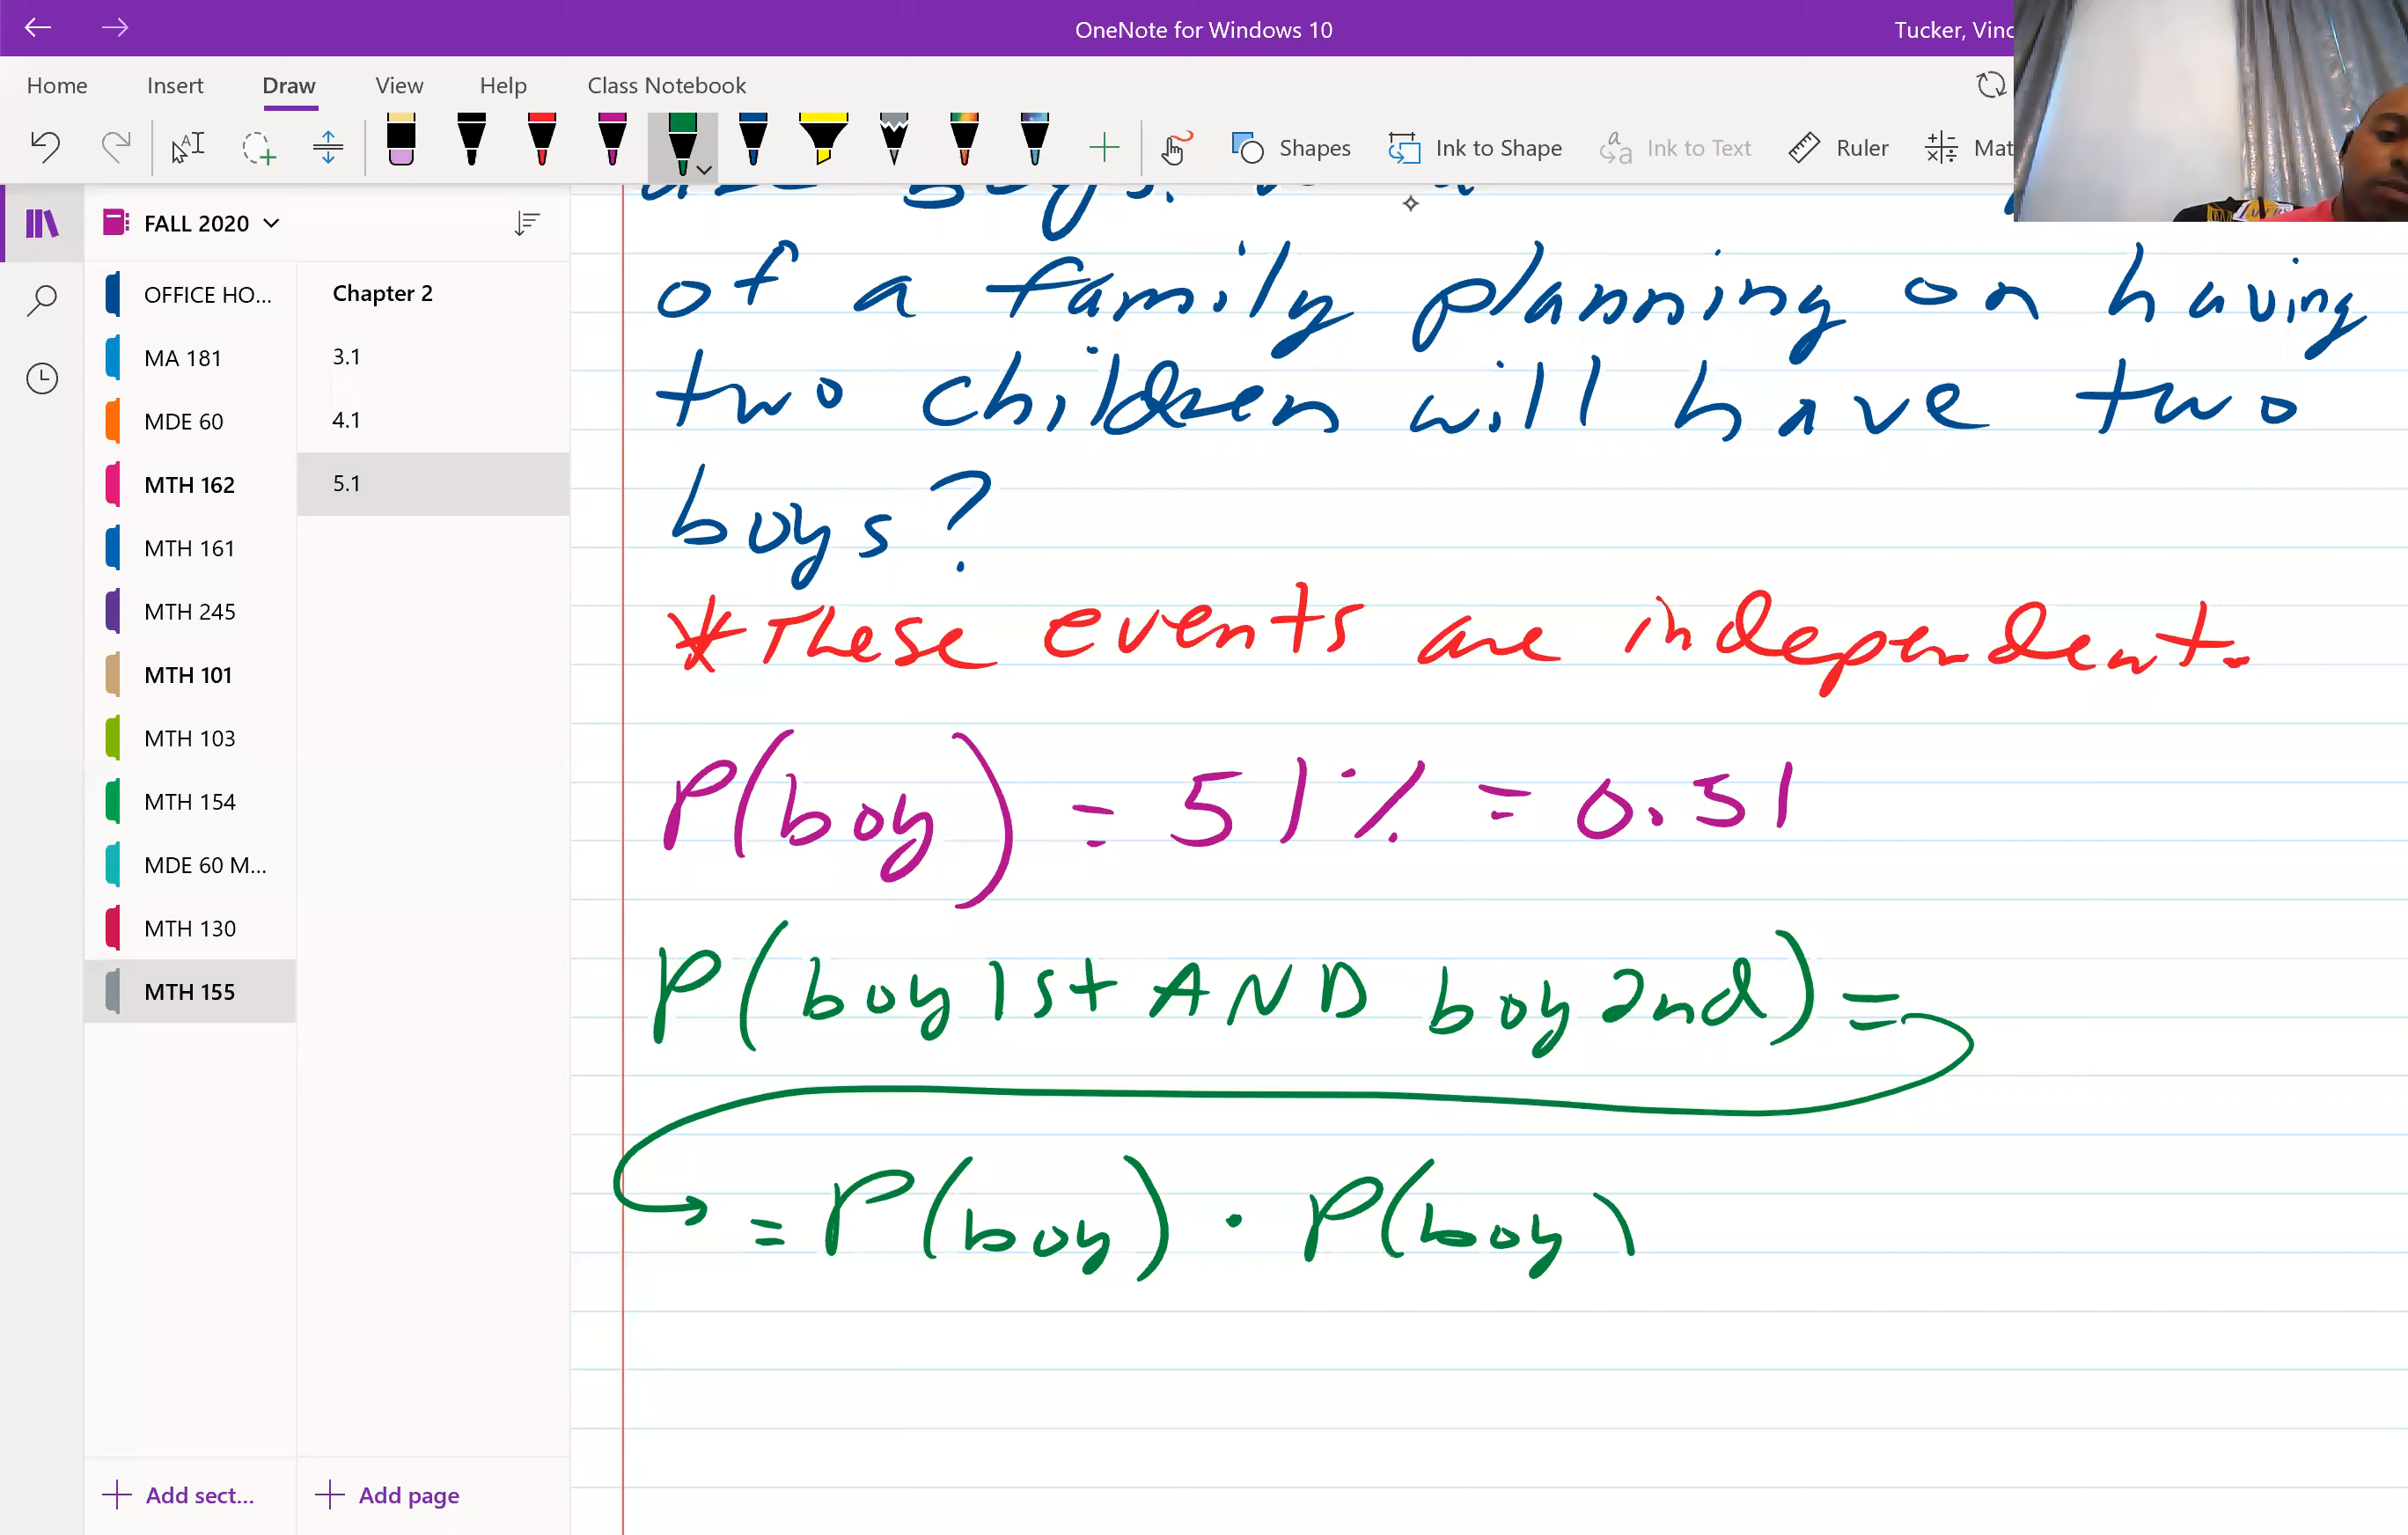 OneNote for Windows 10
Tucker, Vinc
Home Insert Draw View Help Class Notebook
Shapes Ink to Shape Ink to Text Ruler Mat
FALL 2020
OFFICE HO...
MA 181
MDE 60
MTH 162
MTH 161
MTH 245
MTH 101
MTH 103
MTH 154
MDE 60 M...
MTH 130
MTH 155
Add sect...
Chapter 2
3.1
4.1
5.1
Add page
of a family planning on having
two children will have two
boys?
* These events are independent.
P(boy) = 51% = 0.51
P(boy 1st AND boy 2nd) =
= P(boy) · P(boy)